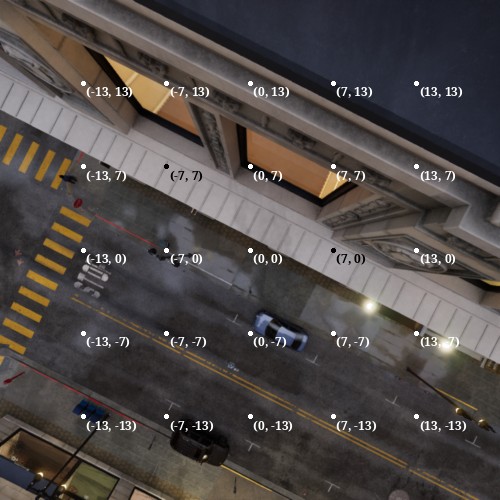 (-13, 13) (-7, 13) (0, 13) (7, 13) (13, 13)
(-13, 7) (-7, 7) (0, 7) (7, 7) (13, 7)
(-13, 0) (-7, 0) (0, 0) (7, 0) (13, 0)
(-13, -7) (-7, -7) (0, -7) (7, -7) (13, -7)
(-13, -13) (-7, -13) (0, -13) (7, -13) (13, -13)